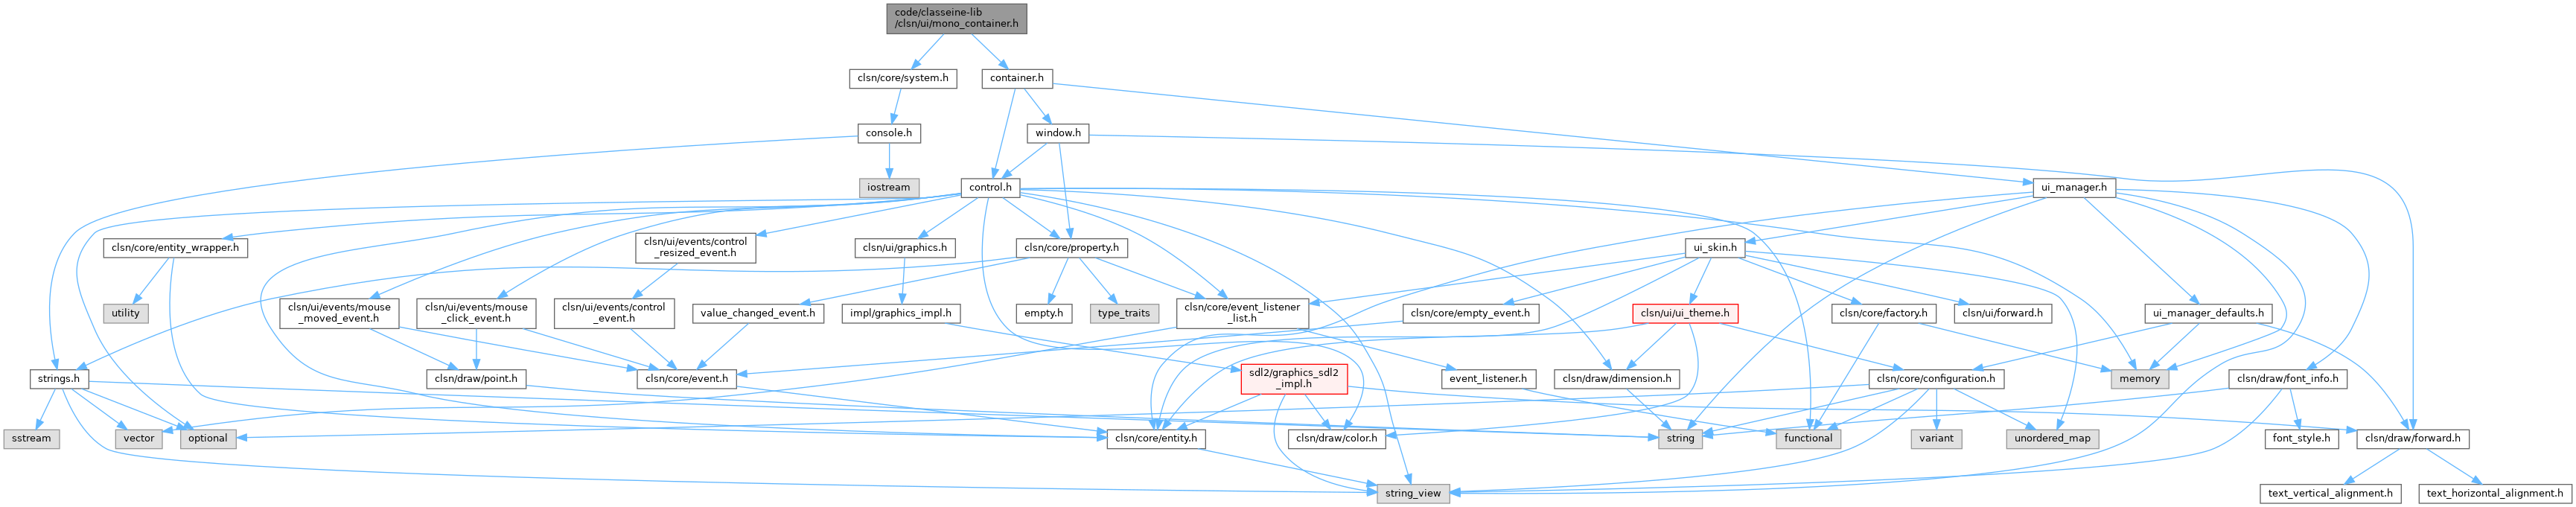 code/classeine-lib
/clsn/ui/mono_container.h
clsn/core/system.h
container.h
console.h
window.h
iostream
control.h
ui_manager.h
clsn/core/entity_wrapper.h
clsn/ui/events/control
_resized_event.h
clsn/ui/graphics.h
clsn/core/property.h
ui_skin.h
utility
clsn/ui/events/mouse
_moved_event.h
clsn/ui/events/mouse
_click_event.h
clsn/ui/events/control
_event.h
value_changed_event.h
impl/graphics_impl.h
empty.h
type_traits
clsn/core/event_listener
_list.h
clsn/core/empty_event.h
clsn/ui/ui_theme.h
clsn/core/factory.h
clsn/ui/forward.h
ui_manager_defaults.h
strings.h
clsn/draw/point.h
clsn/core/event.h
sdl2/graphics_sdl2
_impl.h
event_listener.h
clsn/draw/dimension.h
clsn/core/configuration.h
memory
clsn/draw/font_info.h
sstream
vector
optional
clsn/core/entity.h
clsn/draw/color.h
string
functional
variant
unordered_map
font_style.h
clsn/draw/forward.h
string_view
text_vertical_alignment.h
text_horizontal_alignment.h